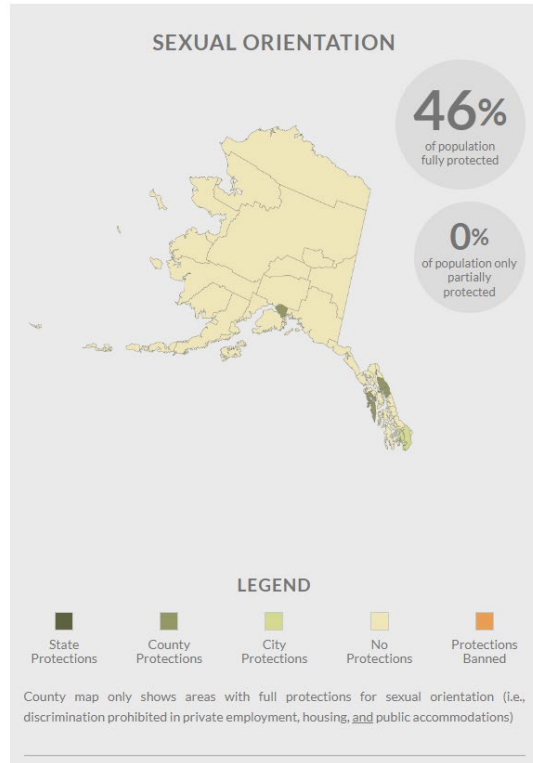 SEXUAL ORIENTATION
46%
of population
fully protected
0%
of population only
partially
protected
LEGEND
State
Protections
County
Protections
City
Protections
No
Protections
Protections
Banned
County map only shows areas with full protections for sexual orientation (i.e.,
discrimination prohibited in private employment, housing, and public accommodations)